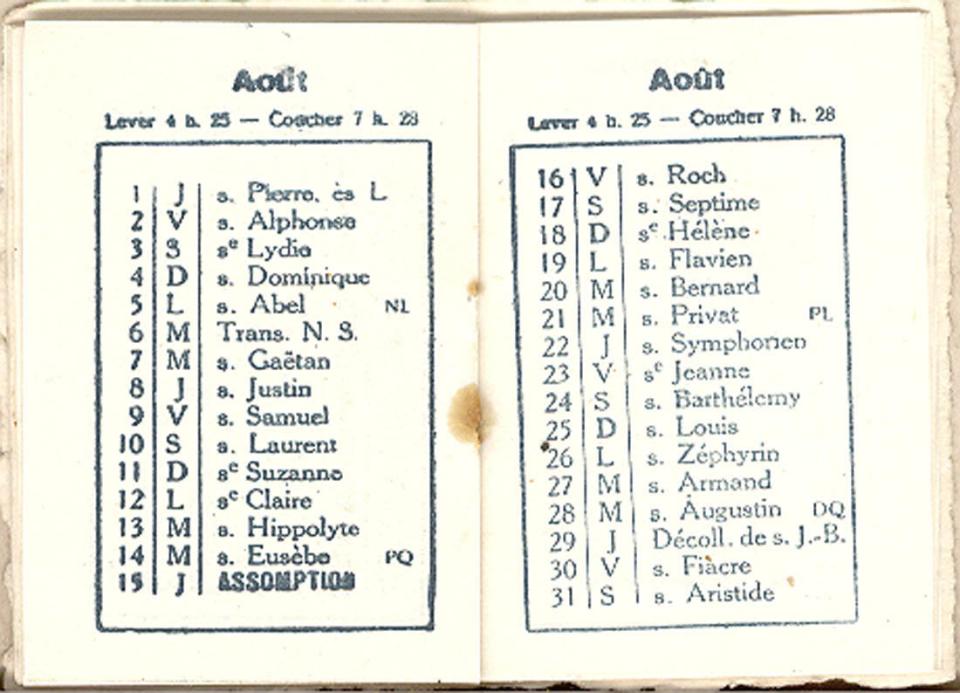 Août
Lever 4 h. 25 — Coucher 7 h. 28
1 J s. Pierre, ès L
2 V s. Alphonse
3 S sᵉ Lydie
4 D s. Dominique
5 L s. Abel NL
6 M Trans. N. S.
7 M s. Gaëtan
8 J s. Justin
9 V s. Samuel
10 S s. Laurent
11 D sᵉ Suzanne
12 L sᵉ Claire
13 M s. Hippolyte
14 M s. Eusèbe PQ
15 J ASSOMPTION
Août
Lever 4 h. 25 — Coucher 7 h. 28
16 V s. Roch
17 S s. Septime
18 D sᵉ Hélène
19 L s. Flavien
20 M s. Bernard
21 M s. Privat PL
22 J s. Symphorien
23 V sᵉ Jeanne
24 S s. Barthélemy
25 D s. Louis
26 L s. Zéphyrin
27 M s. Armand
28 M s. Augustin DQ
29 J Décoll. de s. J.-B.
30 V s. Fiacre
31 S s. Aristide